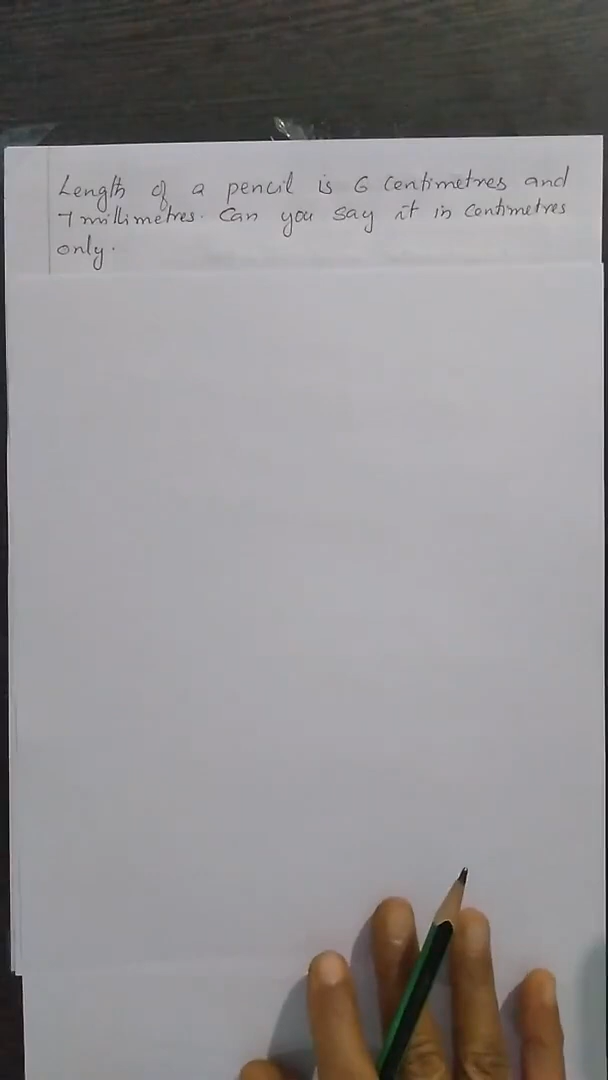 Length of a pencil is 6 Centimetres and
7 millimetres. Can you say it in Centimetres
only.